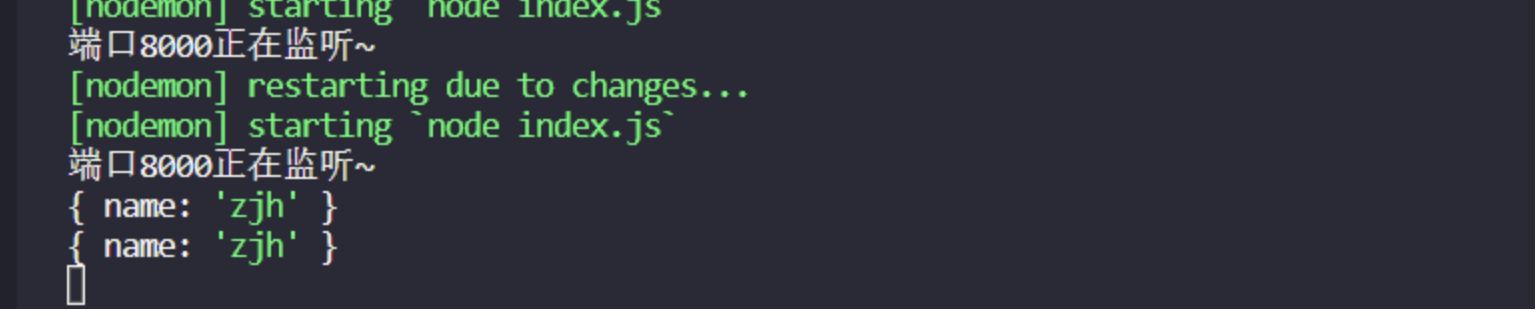 [nodemon] starting `node index.js`
端口8000正在监听~
[nodemon] restarting due to changes...
[nodemon] starting `node index.js`
端口8000正在监听~
{ name: 'zjh' }
{ name: 'zjh' }